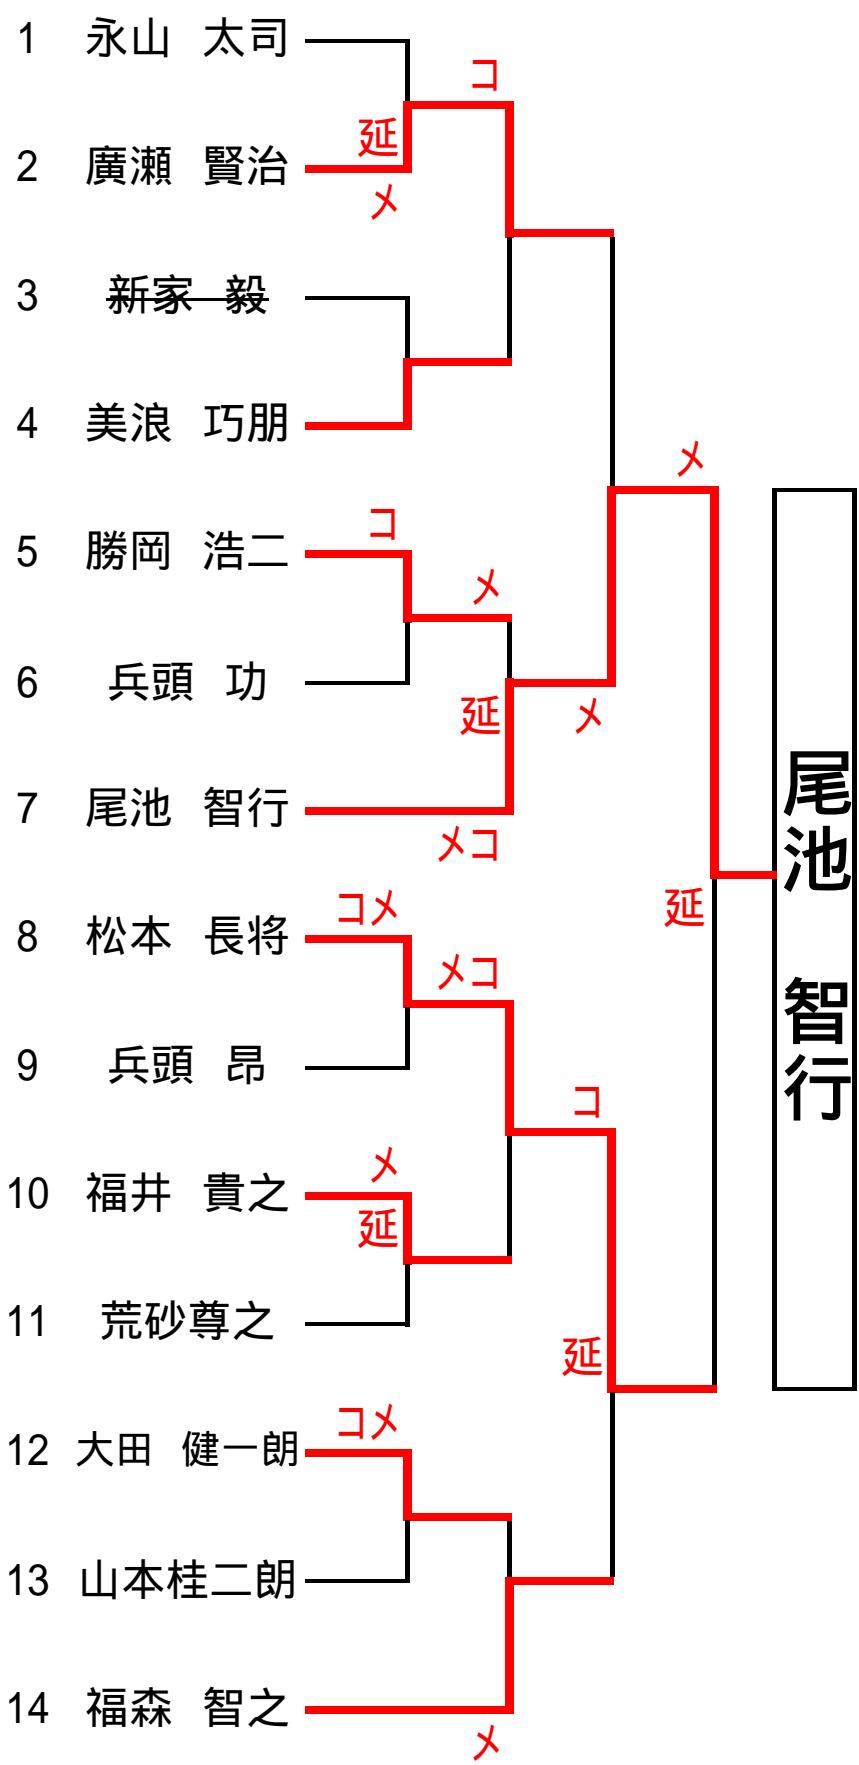 1 永山 太司
コ
延
2 廣瀬 賢治
メ
3 新家 毅
4 美浪 巧朋
メ
コ
5 勝岡 浩二
メ
6 兵頭 功
延 メ
7 尾池 智行
メコ
尾池 智行
コメ
8 松本 長将
延
メコ
9 兵頭 昂
コ
メ
10 福井 貴之
延
11 荒砂尊之
延
コメ
12 大田 健一朗
13 山本桂二朗
14 福森 智之
メ